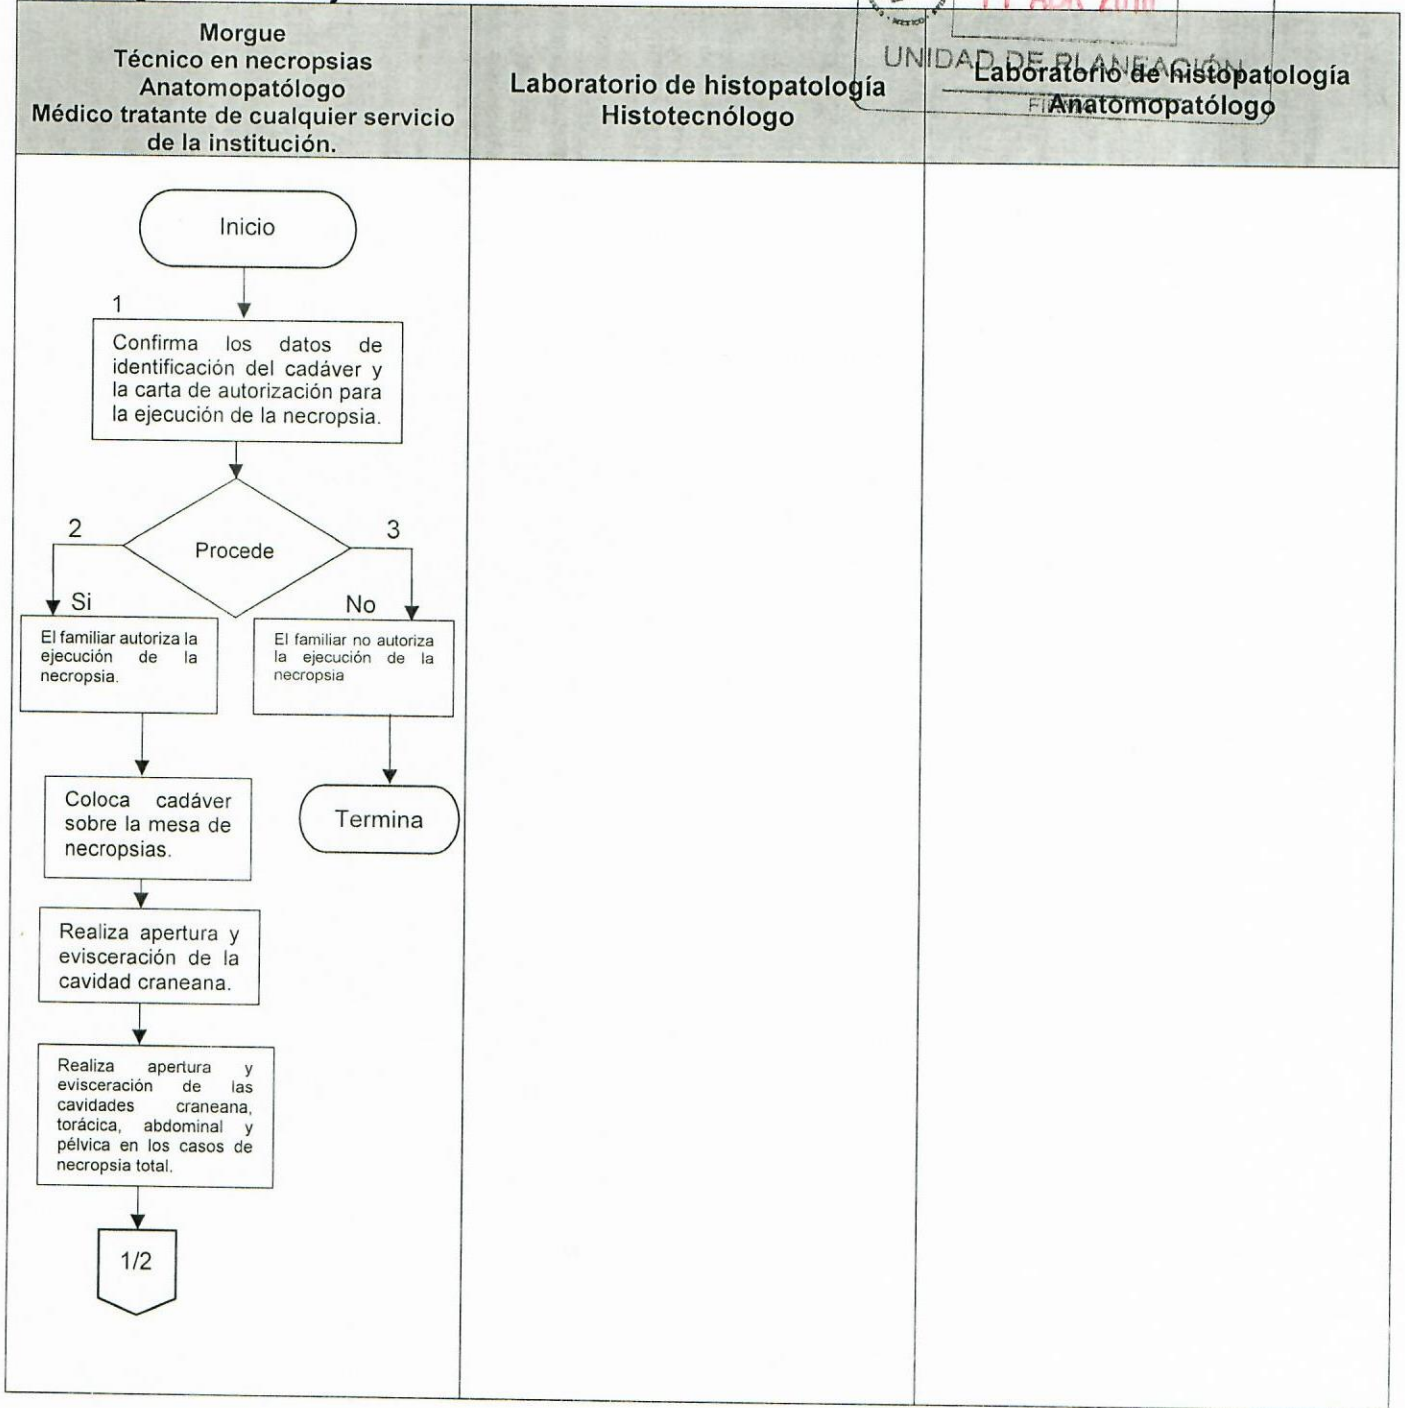 Morgue
Técnico en necropsias
Anatomopatólogo
Médico tratante de cualquier servicio
de la institución.
Laboratorio de histopatología
Histotecnólogo
Laboratorio de histopatología
Anatomopatólogo
MEXICO
ABR
UNIDAD DE PLANEACIÓN
Inicio
1
Confirma los datos de
identificación del cadáver y
la carta de autorización para
la ejecución de la necropsia.
Procede
2
Si
3
No
El familiar autoriza la
ejecución de la
necropsia.
El familiar no autoriza
la ejecución de la
necropsia
Coloca cadáver
sobre la mesa de
necropsias.
Termina
Realiza apertura y
evisceración de la
cavidad craneana.
Realiza apertura y
evisceración de las
cavidades craneana,
torácica, abdominal y
pélvica en los casos de
necropsia total.
1/2